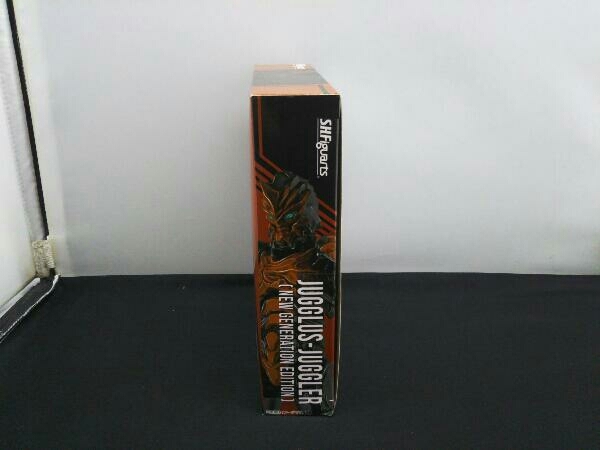 S.H.Figuarts
JUGGLUS-JUGGLER
[NEW GENERATION EDITION]